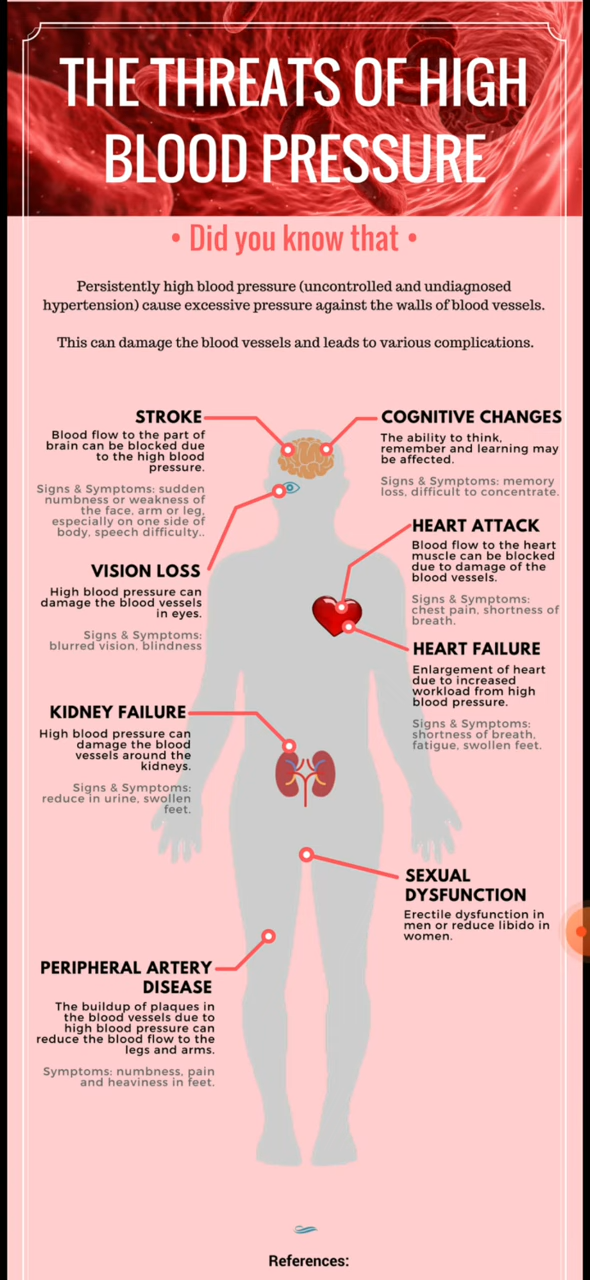 THE THREATS OF HIGH
BLOOD PRESSURE
• Did you know that •
Persistently high blood pressure (uncontrolled and undiagnosed
hypertension) cause excessive pressure against the walls of blood vessels.
This can damage the blood vessels and leads to various complications.
STROKE
Blood flow to the part of
brain can be blocked due
to the high blood
pressure.
Signs & Symptoms: sudden
numbness or weakness of
the face, arm or leg,
especially on one side of
body, speech difficulty..
COGNITIVE CHANGES
The ability to think,
remember and learning may
be affected.
Signs & Symptoms: memory
loss, difficult to concentrate.
HEART ATTACK
Blood flow to the heart
muscle can be blocked
due to damage of the
blood vessels.
Signs & Symptoms:
chest pain, shortness of
breath.
VISION LOSS
High blood pressure can
damage the blood vessels
in eyes.
Signs & Symptoms:
blurred vision, blindness
HEART FAILURE
Enlargement of heart
due to increased
workload from high
blood pressure.
Signs & Symptoms:
shortness of breath,
fatigue, swollen feet.
KIDNEY FAILURE
High blood pressure can
damage the blood
vessels around the
kidneys.
Signs & Symptoms:
reduce in urine, swollen
feet.
SEXUAL
DYSFUNCTION
Erectile dysfunction in
men or reduce libido in
women.
PERIPHERAL ARTERY
DISEASE
The buildup of plaques in
the blood vessels due to
high blood pressure can
reduce the blood flow to the
legs and arms.
Symptoms: numbness, pain
and heaviness in feet.
References: